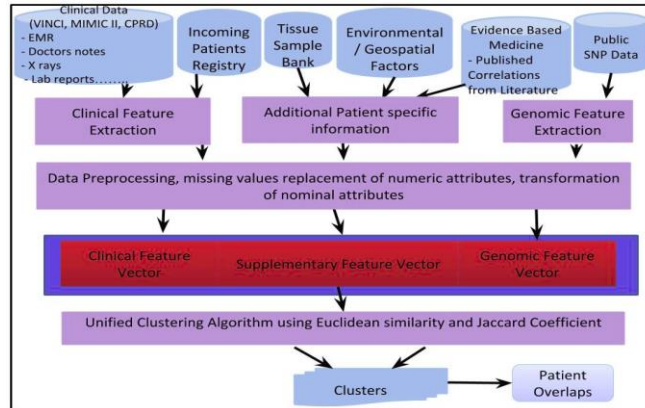 Clinical Data
(VINCI, MIMIC II, CPRD)
- EMR
- Doctors notes
- X rays
- Lab reports........
Incoming
Patients
Registry
Tissue
Sample
Bank
Environmental
/ Geospatial
Factors
Evidence Based
Medicine
- Published
Correlations
from Literature
Public
SNP Data
Clinical Feature
Extraction
Additional Patient specific
information
Genomic Feature
Extraction
Data Preprocessing, missing values replacement of numeric attributes, transformation
of nominal attributes
Clinical Feature
Vector
Supplementary Feature Vector
Genomic Feature
Vector
Unified Clustering Algorithm using Euclidean similarity and Jaccard Coefficient
Clusters
Patient
Overlaps